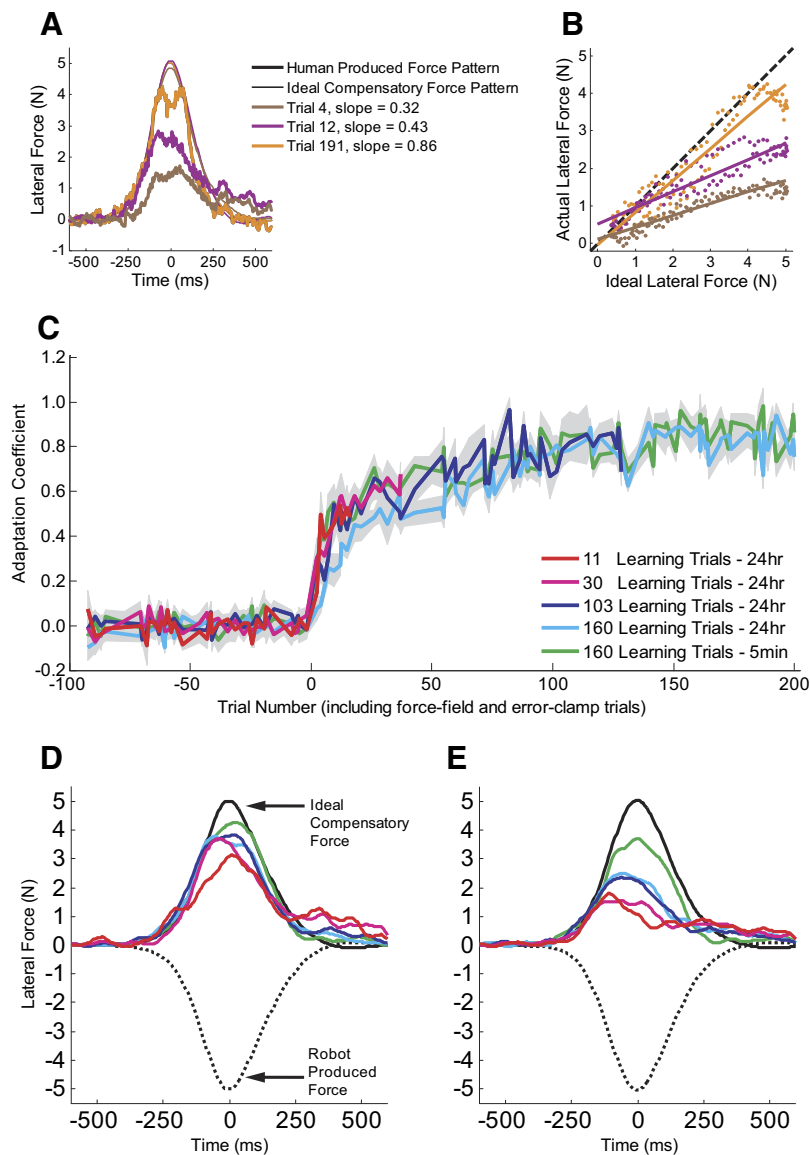 A
Lateral Force (N)
5
4
3
2
1
0
-1
-500
-250
0
250
500
Time (ms)
Human Produced Force Pattern
Ideal Compensatory Force Pattern
Trial 4, slope = 0.32
Trial 12, slope = 0.43
Trial 191, slope = 0.86
B
Actual Lateral Force (N)
5
4
3
2
1
0
0
1
2
3
4
5
Ideal Lateral Force (N)
C
Adaptation Coefficient
1.2
1.0
0.8
0.6
0.4
0.2
0.0
-0.2
-100
-50
0
50
100
150
200
Trial Number (including force-field and error-clamp trials)
11 Learning Trials - 24hr
30 Learning Trials - 24hr
103 Learning Trials - 24hr
160 Learning Trials - 24hr
160 Learning Trials - 5min
D
Lateral Force (N)
5
4
3
2
1
0
-1
-2
-3
-4
-5
Ideal
Compensatory
Force
Robot
Produced
Force
-500
-250
0
250
500
Time (ms)
E
5
4
3
2
1
0
-1
-2
-3
-4
-5
-500
-250
0
250
500
Time (ms)